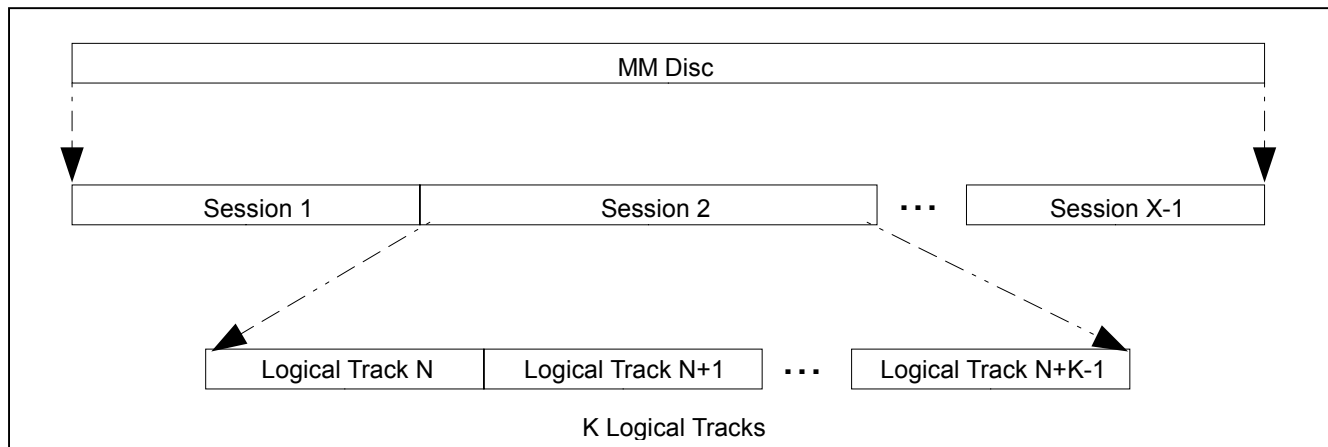 MM Disc
Session 1 Session 2 ... Session X-1
Logical Track N Logical Track N+1 ... Logical Track N+K-1
K Logical Tracks